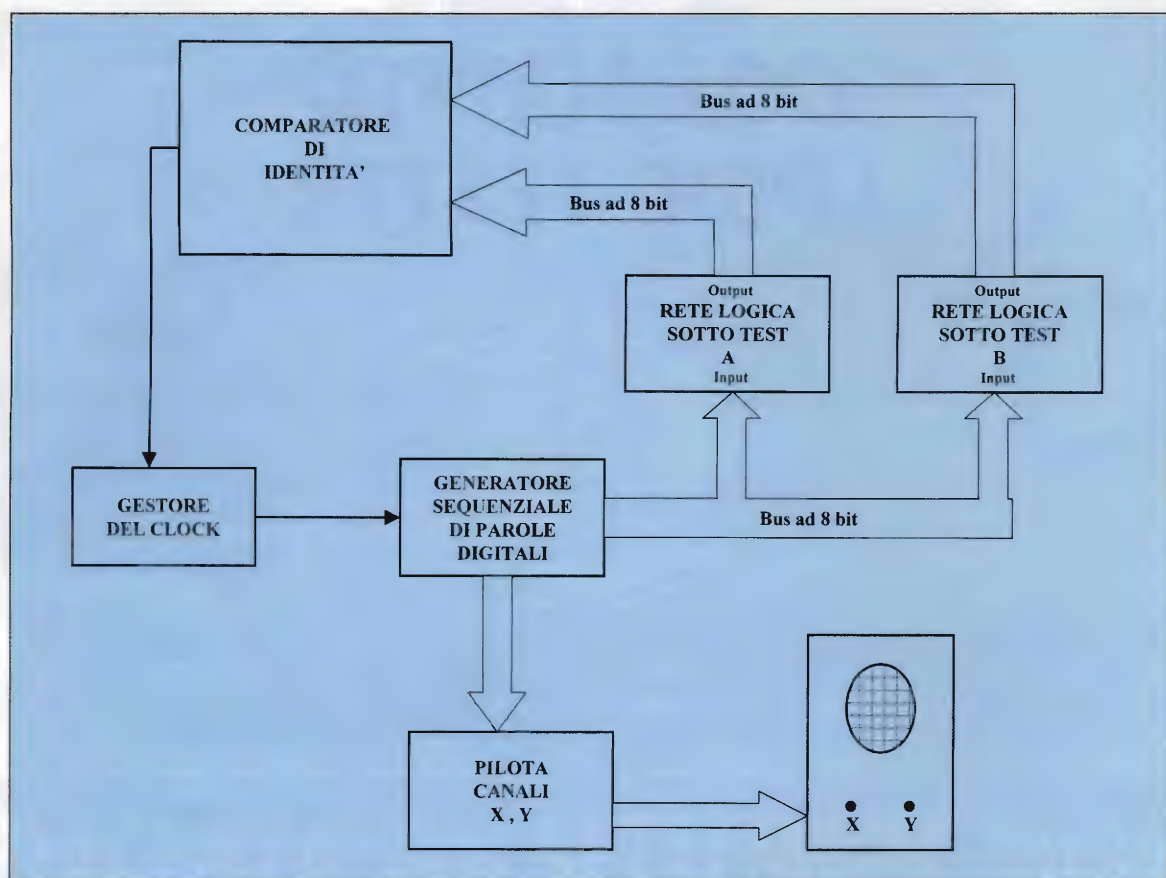 COMPARATORE
DI
IDENTITA'
Bus ad 8 bit
Bus ad 8 bit
Output
RETE LOGICA
SOTTO TEST
A
Input
Output
RETE LOGICA
SOTTO TEST
B
Input
GESTORE
DEL CLOCK
GENERATORE
SEQUENZIALE
DI PAROLE
DIGITALI
Bus ad 8 bit
PILOTA
CANALI
X , Y
X Y